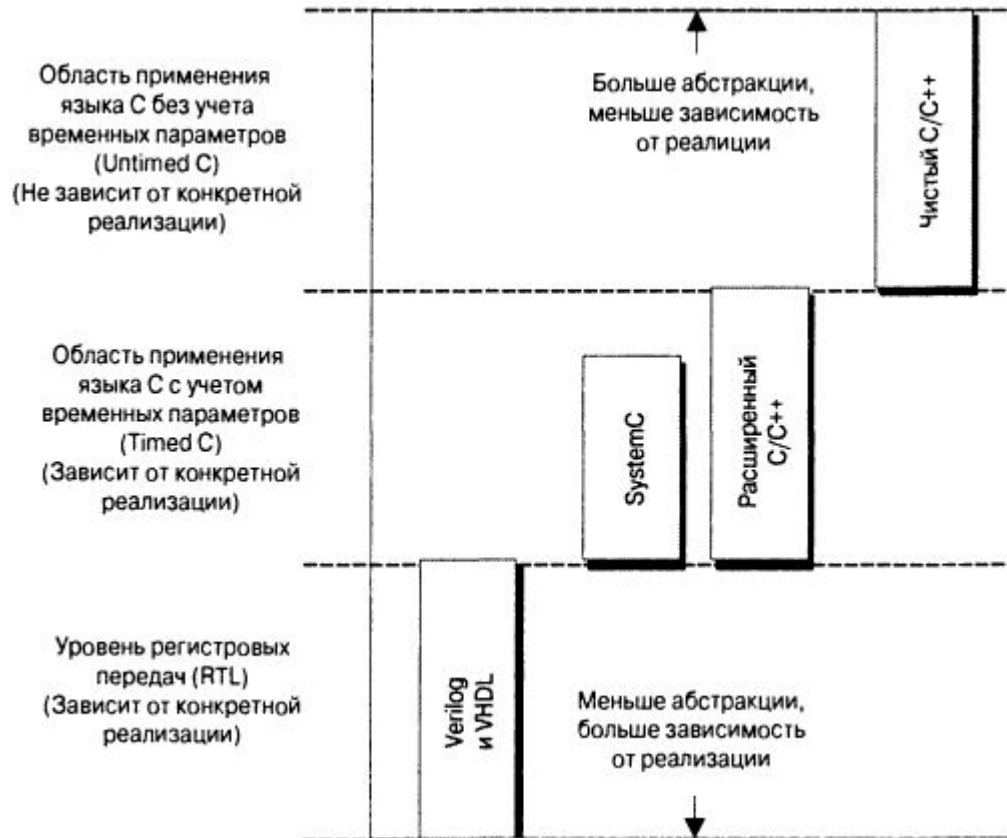 Область применения
языка С без учета
временных параметров
(Untimed C)
(Не зависит от конкретной
реализации)
Больше абстракции,
меньше зависимость
от реалиции
Чистый С/С++
Область применения
языка С с учетом
временных параметров
(Timed C)
(Зависит от конкретной
реализации)
SystemC
Расширенный
С/С++
Уровень регистровых
передач (RTL)
(Зависит от конкретной
реализации)
Verilog
и VHDL
Меньше абстракции,
больше зависимость
от реализации